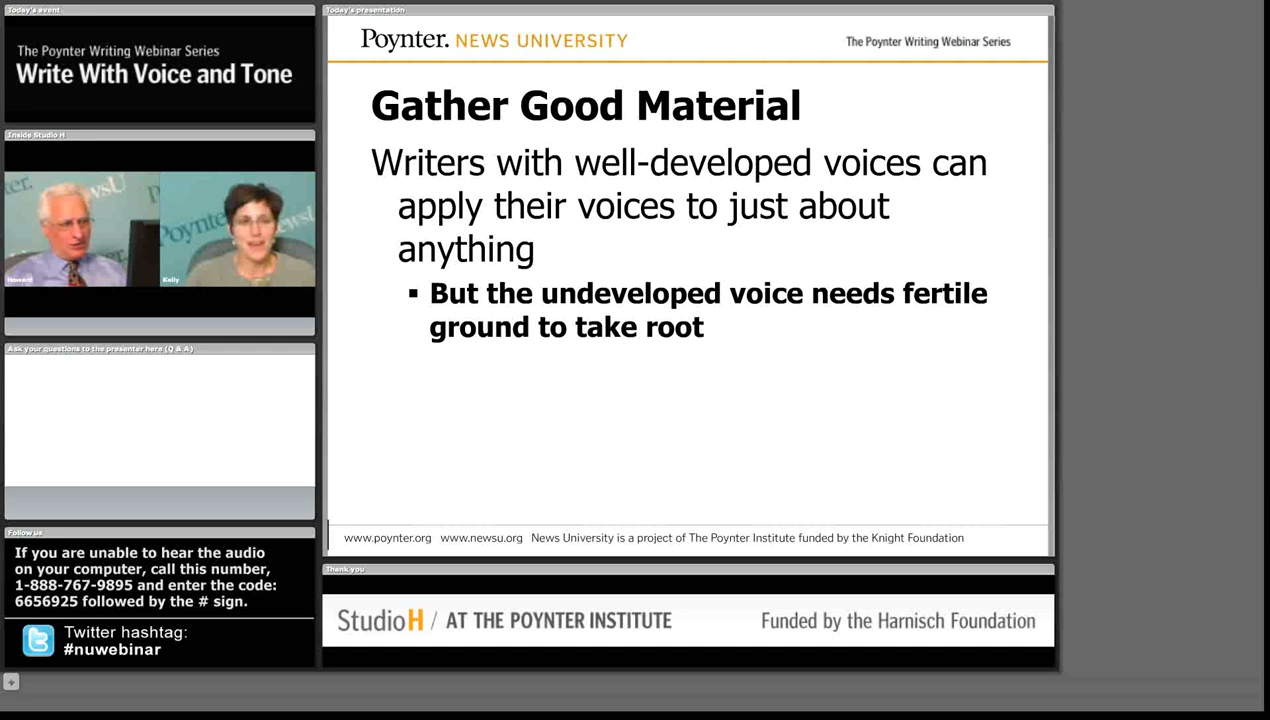 Today's event
The Poynter Writing Webinar Series
Write With Voice and Tone
Inside Studio H
Poynter.
NewsU
Howard
Kelly
Ask your questions to the presenter here (Q & A)
Follow us
If you are unable to hear the audio
on your computer, call this number,
1-888-767-9895 and enter the code:
6656925 followed by the # sign.
Twitter hashtag:
#nuwebinar
Today's presentation
Poynter. NEWS UNIVERSITY
The Poynter Writing Webinar Series
Gather Good Material
Writers with well-developed voices can
apply their voices to just about
anything
▪ But the undeveloped voice needs fertile
ground to take root
www.poynter.org www.newsu.org News University is a project of The Poynter Institute funded by the Knight Foundation
Thank you
StudioH / AT THE POYNTER INSTITUTE
Funded by the Harnisch Foundation